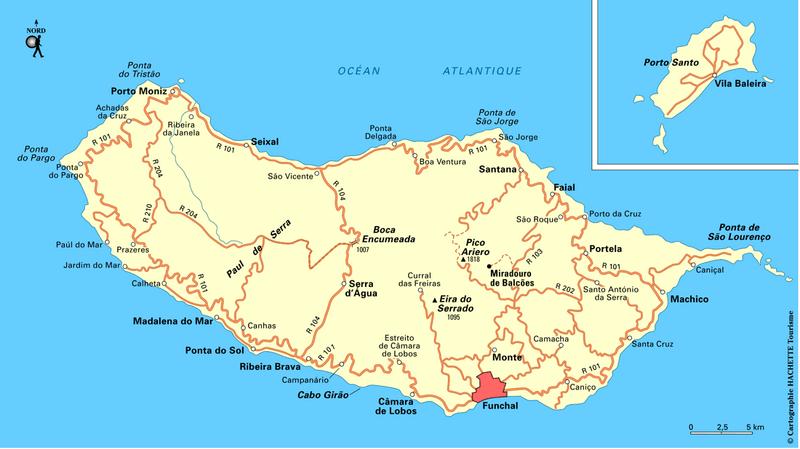 NORD
OCÉAN ATLANTIQUE
Porto Santo
Vila Baleira
Ponta
do Tristão
Porto Moniz
Achadas
da Cruz
Ribeira
da Janela
R 101
Ponta
do Pargo
Ponta
do Pargo
R 204
R 101
Seixal
São Vicente
Ponta
Delgada
Boa Ventura
Ponta de
São Jorge
São Jorge
R 101
Santana
Faial
São Roque
Porto da Cruz
Ponta de
São Lourenço
R 104
R 210
R 204
Paul de Serra
Boca
Encumeada
1007
Pico
Ariero
1818
Miradouro
de Balcões
R 103
Portela
R 101
Caniçal
Paúl do Mar
Prazeres
Jardim do Mar
Calheta
R 101
Serra
d'Água
Curral
das Freiras
Eira do
Serrado
1095
R 202
Santo António
da Serra
Machico
Madalena do Mar
Canhas
R 104
Ponta do Sol
R 101
Ribeira Brava
Campanário
Cabo Girão
Estreito
de Câmara
de Lobos
Câmara
de Lobos
Monte
Camacha
Santa Cruz
R 101
Caniço
Funchal
0 2,5 5 km
© Cartographie HACHETTE Tourisme